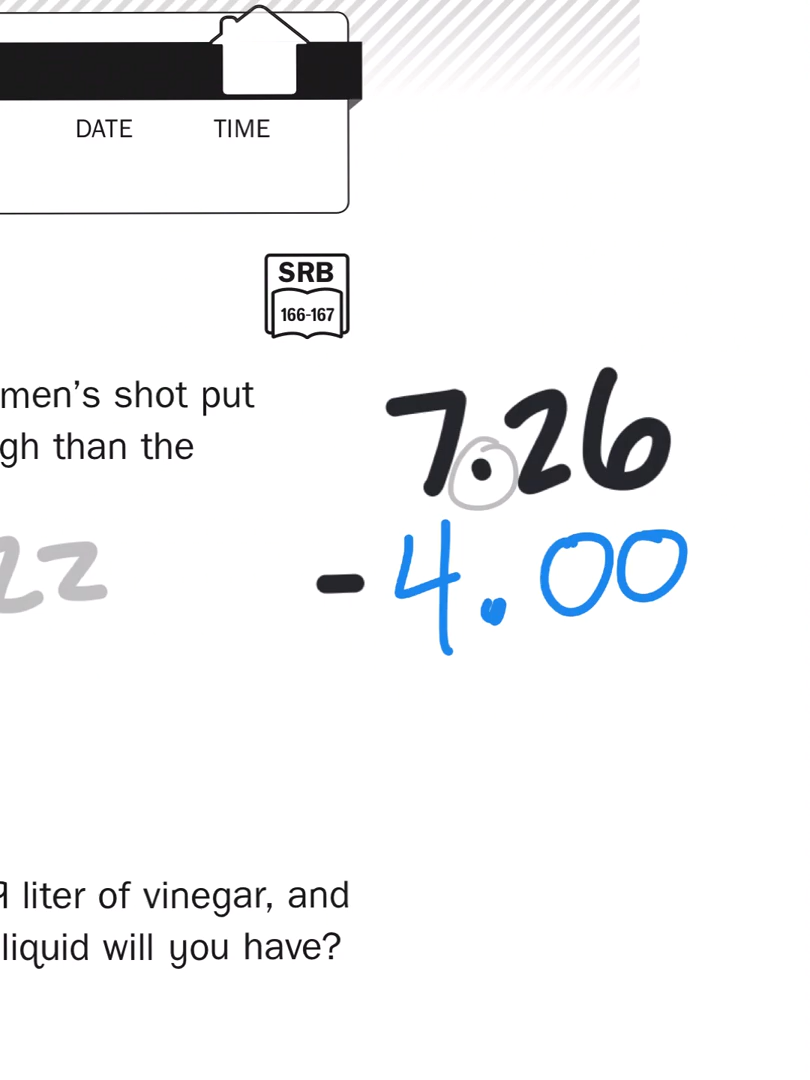 DATE TIME
SRB
166-167
men's shot put
than the
7.26
- 4.00
liter of vinegar, and
liquid will you have?